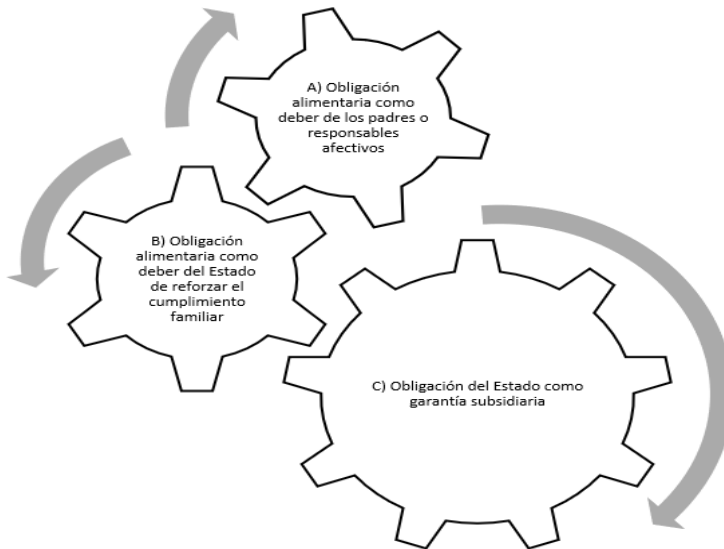 A) Obligación
alimentaria como
deber de los padres o
responsables
afectivos
B) Obligación
alimentaria como
deber del Estado
de reforzar el
cumplimiento
familiar
C) Obligación del Estado como
garantía subsidiaria